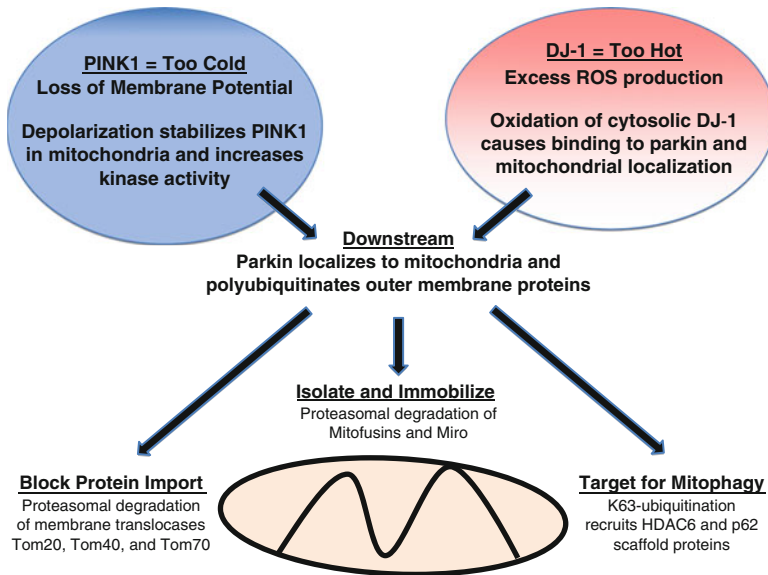 PINK1 = Too Cold
Loss of Membrane Potential
Depolarization stabilizes PINK1
in mitochondria and increases
kinase activity
DJ-1 = Too Hot
Excess ROS production
Oxidation of cytosolic DJ-1
causes binding to parkin and
mitochondrial localization
Downstream
Parkin localizes to mitochondria and
polyubiquitinates outer membrane proteins
Isolate and Immobilize
Proteasomal degradation of
Mitofusins and Miro
Block Protein Import
Proteasomal degradation
of membrane translocases
Tom20, Tom40, and Tom70
Target for Mitophagy
K63-ubiquitination
recruits HDAC6 and p62
scaffold proteins